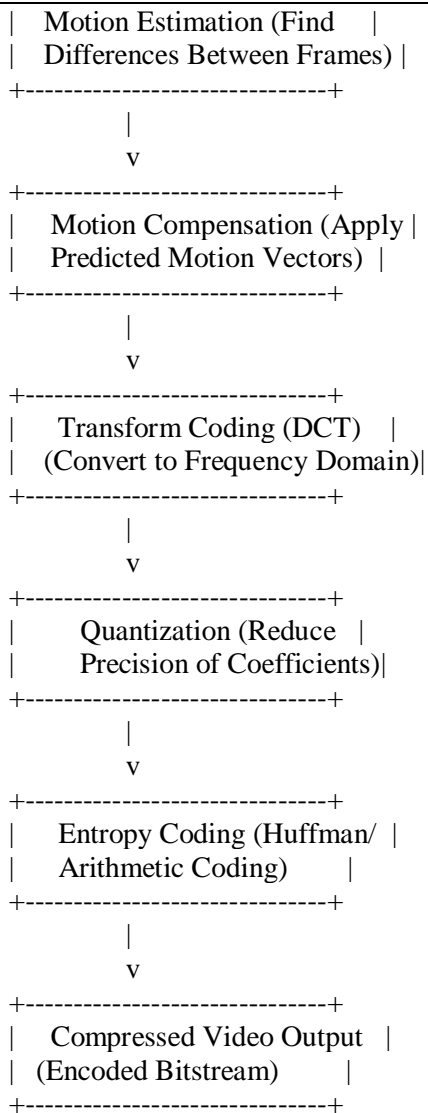 |   Motion Estimation (Find      |
|   Differences Between Frames) |
+-------------------------------+
|
v
+-------------------------------+
|    Motion Compensation (Apply |
|    Predicted Motion Vectors)  |
+-------------------------------+
|
v
+-------------------------------+
|     Transform Coding (DCT)    |
|   (Convert to Frequency Domain)|
+-------------------------------+
|
v
+-------------------------------+
|       Quantization (Reduce    |
|       Precision of Coefficients)|
+-------------------------------+
|
v
+-------------------------------+
|     Entropy Coding (Huffman/  |
|     Arithmetic Coding)        |
+-------------------------------+
|
v
+-------------------------------+
|    Compressed Video Output   |
|  (Encoded Bitstream)         |
+-------------------------------+